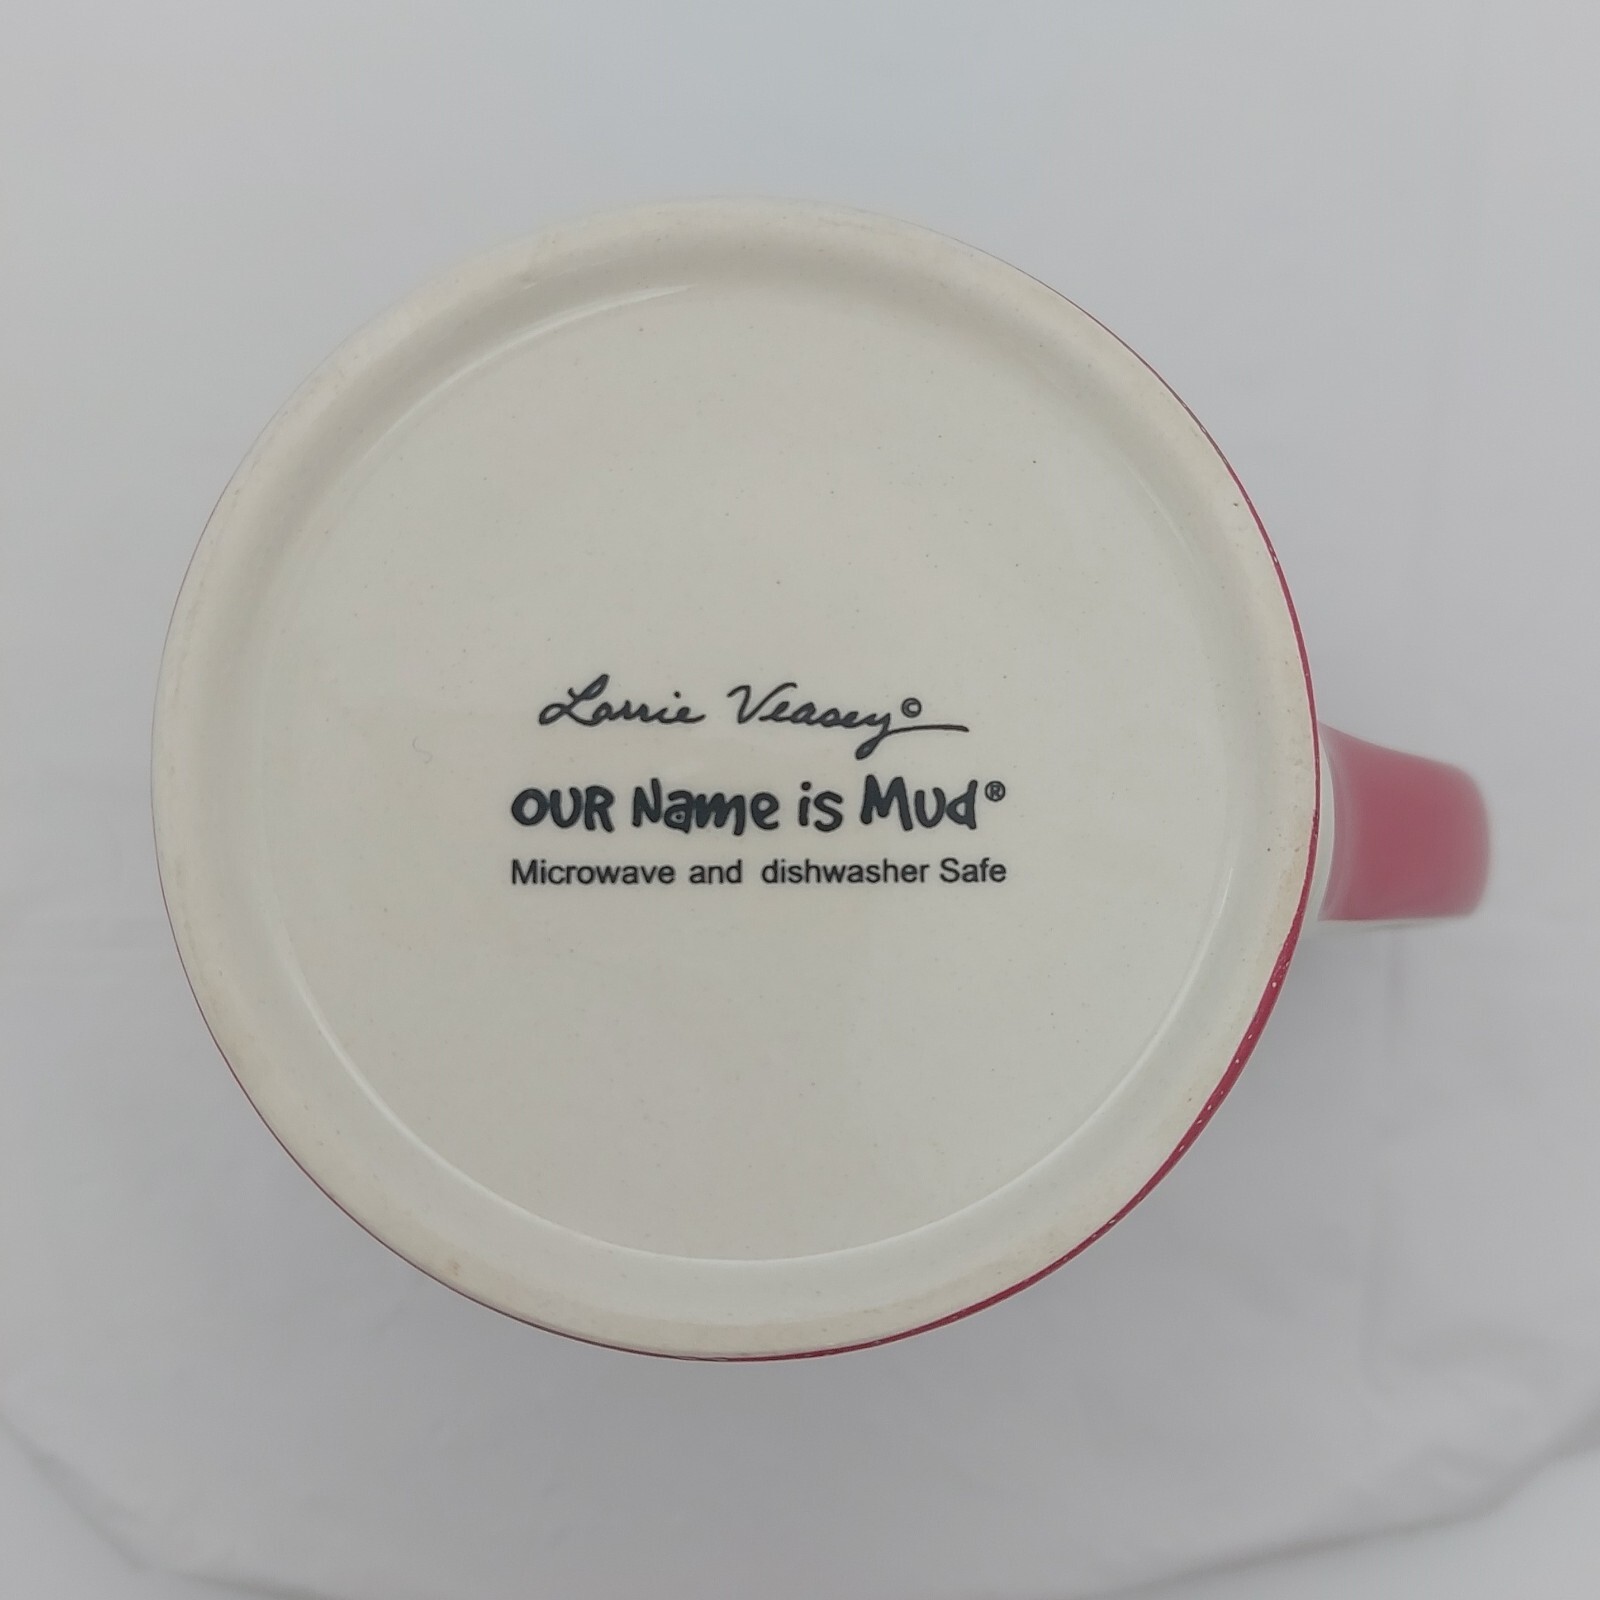 Lorrie Veasey©
OUR Name is Mud®
Microwave and dishwasher Safe